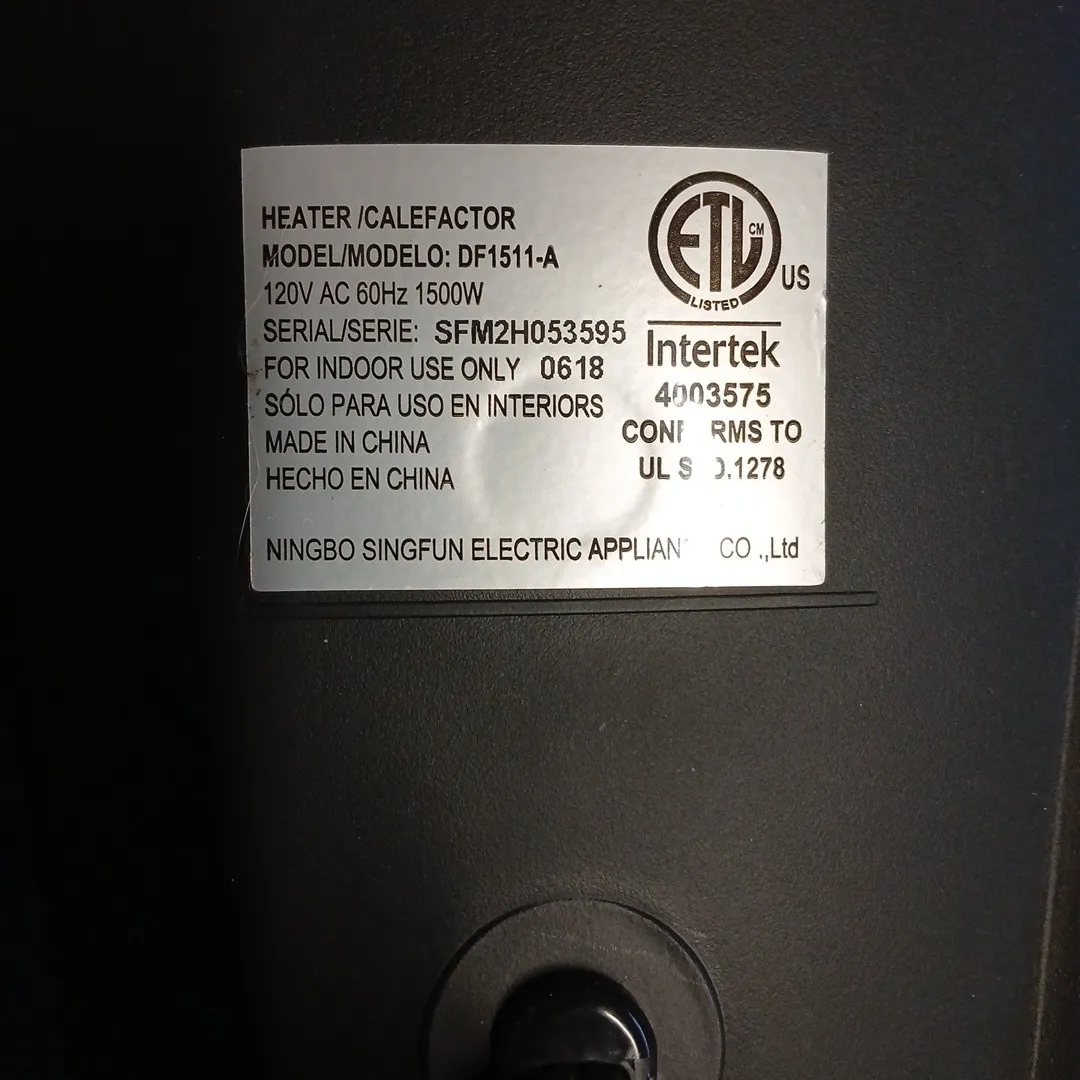 HEATER /CALEFACTOR
MODEL/MODELO: DF1511-A
120V AC 60Hz 1500W
SERIAL/SERIE: SFM2H053595
FOR INDOOR USE ONLY 0618
SÓLO PARA USO EN INTERIORS
MADE IN CHINA
HECHO EN CHINA
ETL CM
LISTED
US
Intertek
4003575
TO
UL
NINGBO SINGFUN ELECTRIC CO .,Ltd